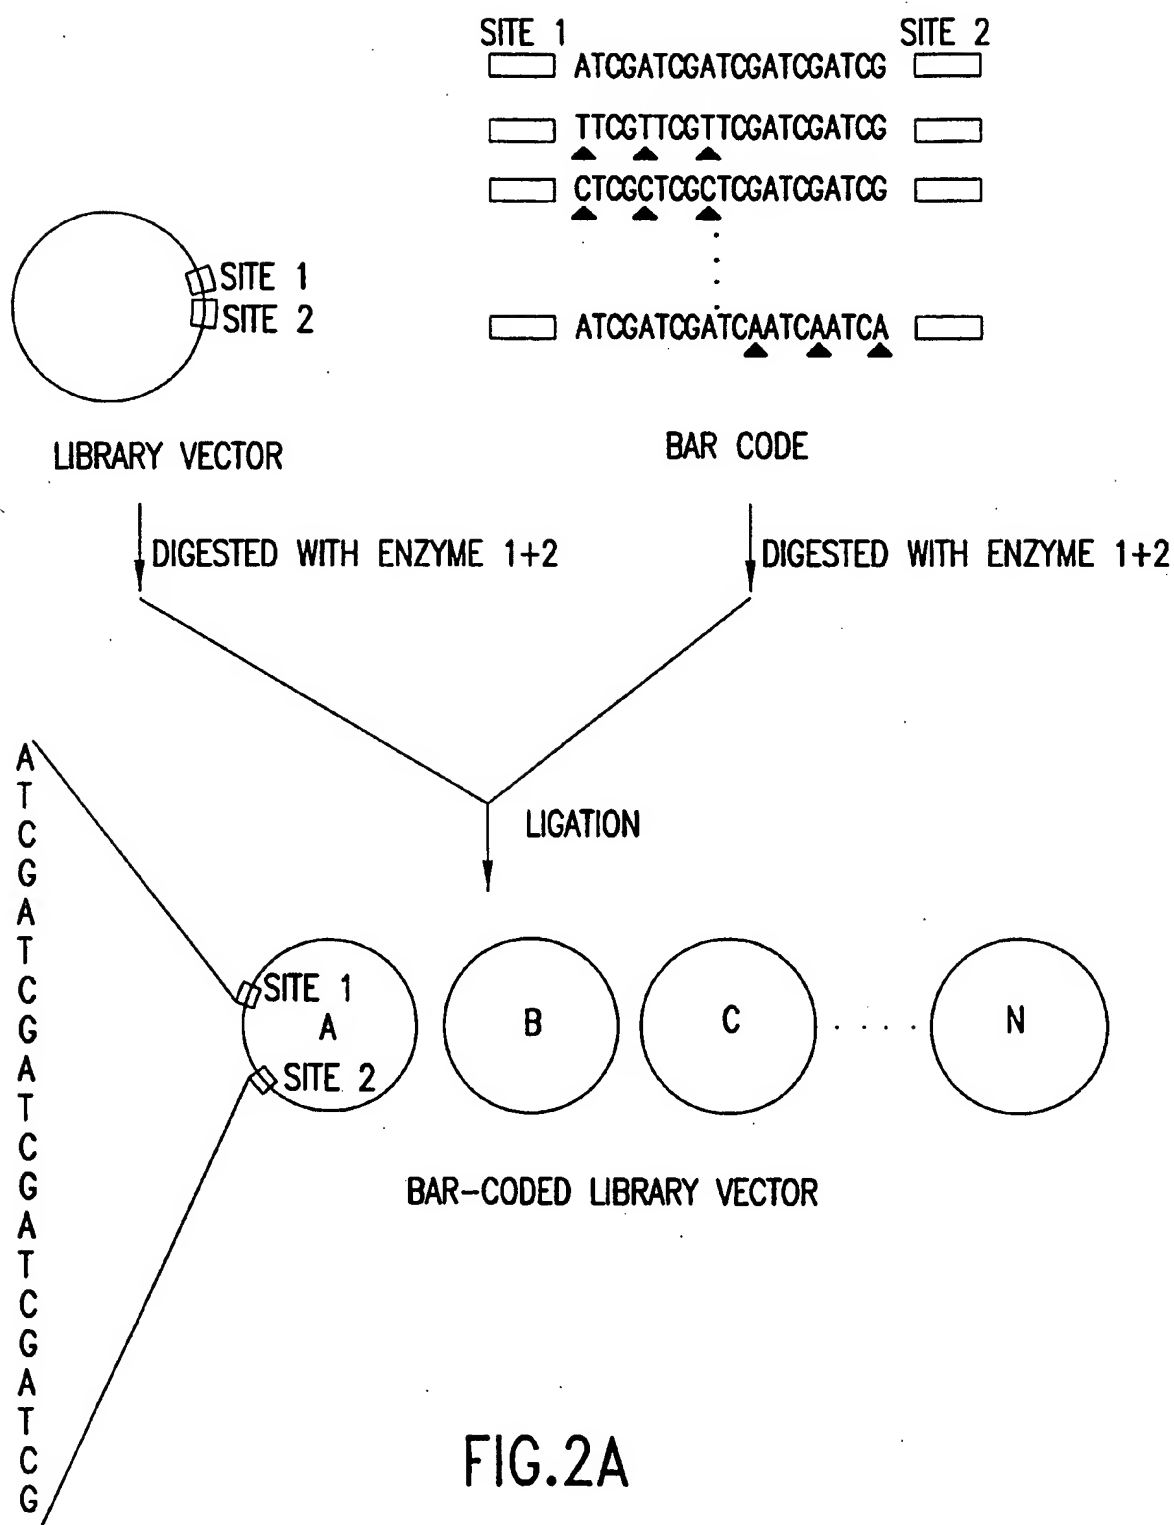 SITE 1 SITE 2
ATCGATCGATCGATCGATCG
TTCGTTCGTTCGATCGATCG
CTCGCTCGCTCGATCGATCG
ATCGATCGATCAATCAATCA
SITE 1
SITE 2
LIBRARY VECTOR
BAR CODE
DIGESTED WITH ENZYME 1+2
DIGESTED WITH ENZYME 1+2
LIGATION
A
T
C
G
A
T
C
G
A
T
C
G
A
T
C
G
A
T
C
G
SITE 1
A
SITE 2
B
C
N
BAR-CODED LIBRARY VECTOR
FIG.2A